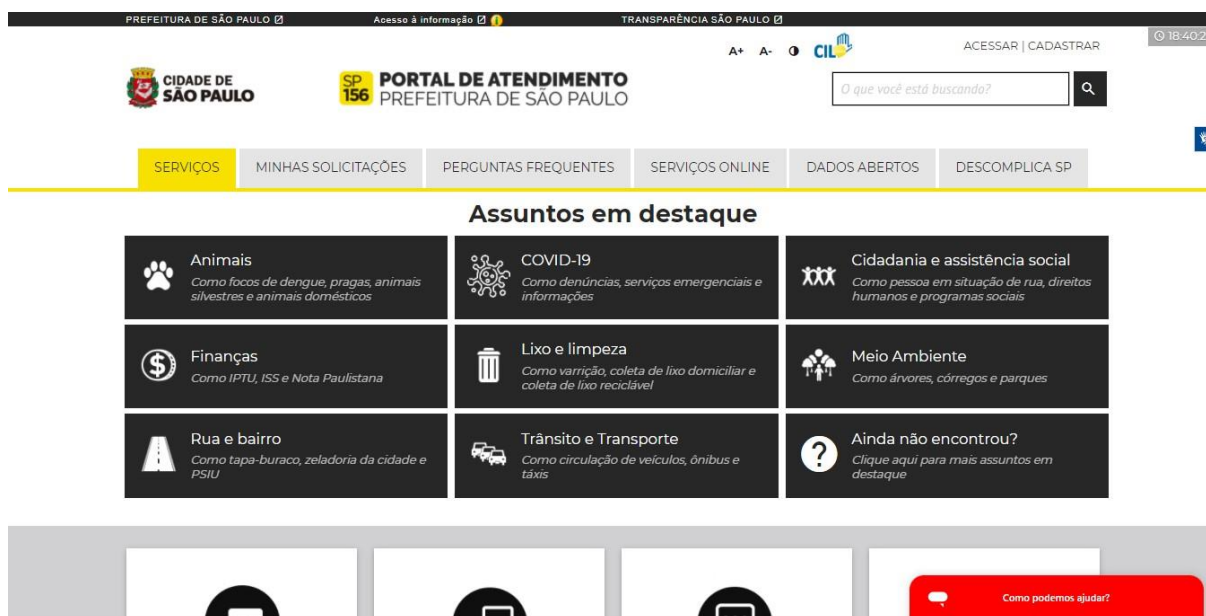 PREFEITURA DE SÃO PAULO
Acesso à informação
TRANSPARÊNCIA SÃO PAULO
18:40:2
A+ A-
CIL
ACESSAR | CADASTRAR
CIDADE DE
SÃO PAULO
SP
156
PORTAL DE ATENDIMENTO
PREFEITURA DE SÃO PAULO
O que você está buscando?
SERVIÇOS
MINHAS SOLICITAÇÕES
PERGUNTAS FREQUENTES
SERVIÇOS ONLINE
DADOS ABERTOS
DESCOMPLICA SP
Assuntos em destaque
Animais
Como focos de dengue, pragas, animais
silvestres e animais domésticos
COVID-19
Como denúncias, serviços emergenciais e
informações
Cidadania e assistência social
Como pessoa em situação de rua, direitos
humanos e programas sociais
Finanças
Como IPTU, ISS e Nota Paulistana
Lixo e limpeza
Como varrição, coleta de lixo domiciliar e
coleta de lixo reciclável
Meio Ambiente
Como árvores, córregos e parques
Rua e bairro
Como tapa-buraco, zeladoria da cidade e
PSIU
Trânsito e Transporte
Como circulação de veículos, ônibus e
táxis
Ainda não encontrou?
Clique aqui para mais assuntos em
destaque
Como podemos ajudar?